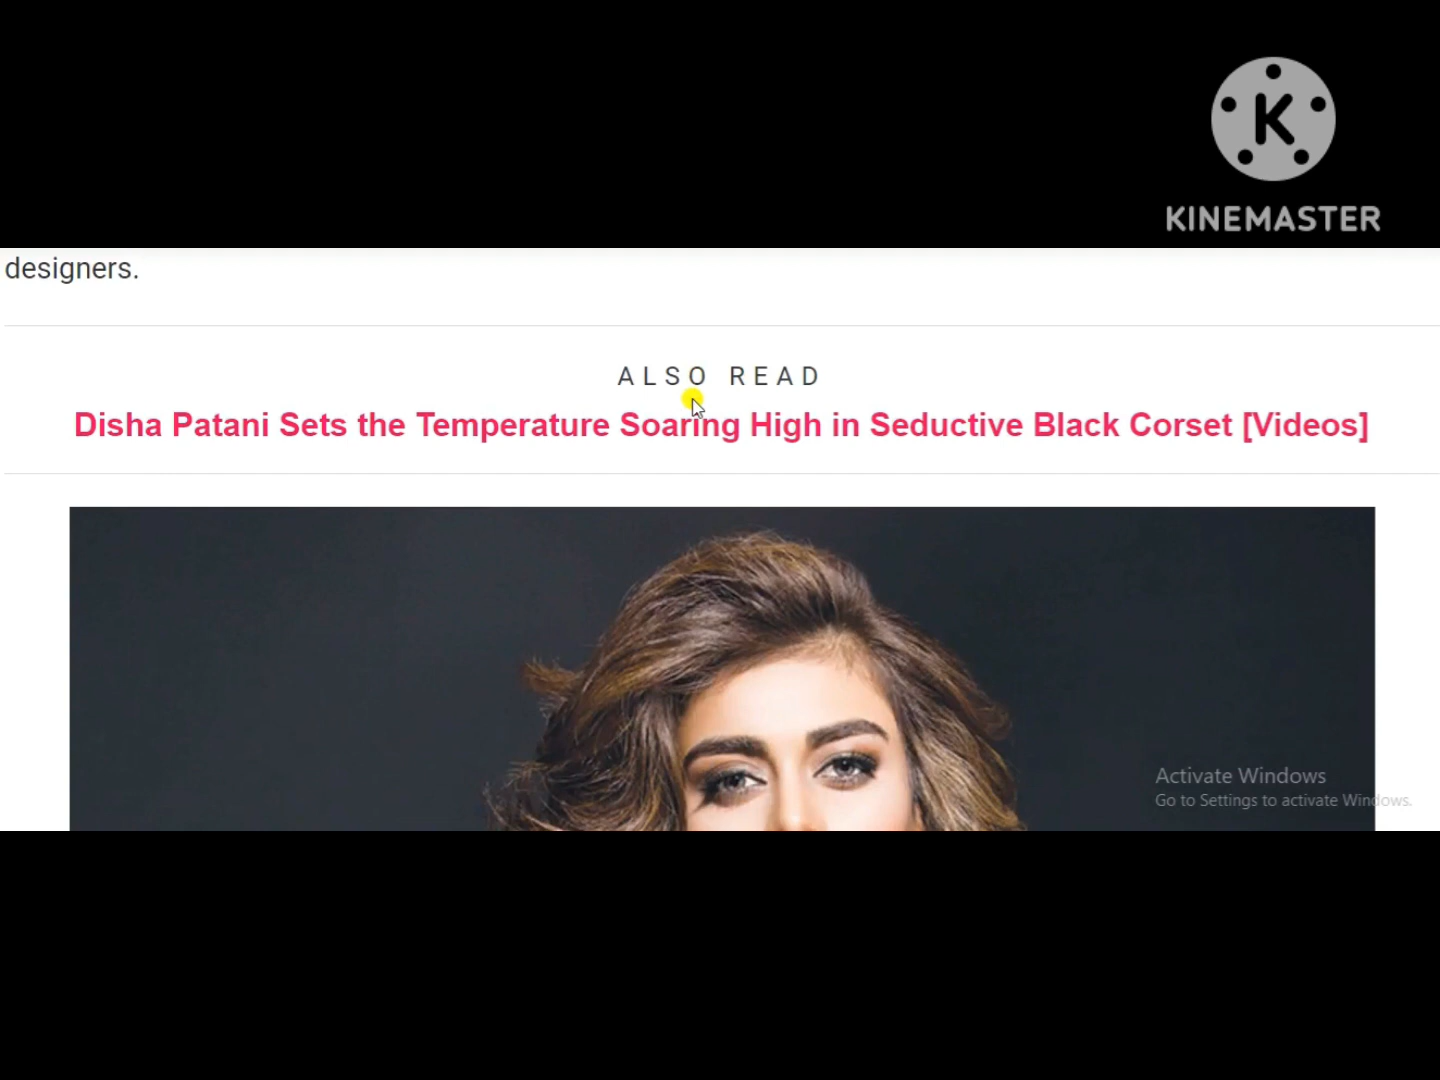 K
KINEMASTER
designers.
ALSO READ
Disha Patani Sets the Temperature Soaring High in Seductive Black Corset [Videos]
Activate Windows
Go to Settings to activate Windows.